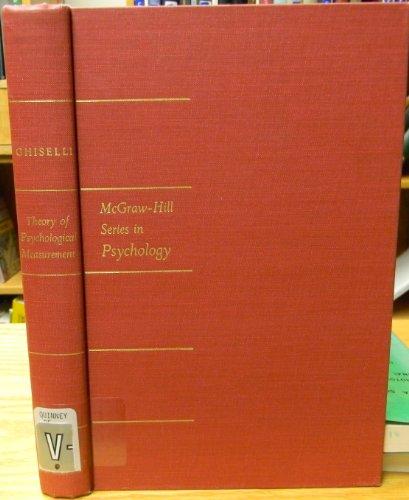 GHISELLI
Theory of
Psychological
Measurement
McGraw-Hill
Series in
Psychology
QUINNEY
V-